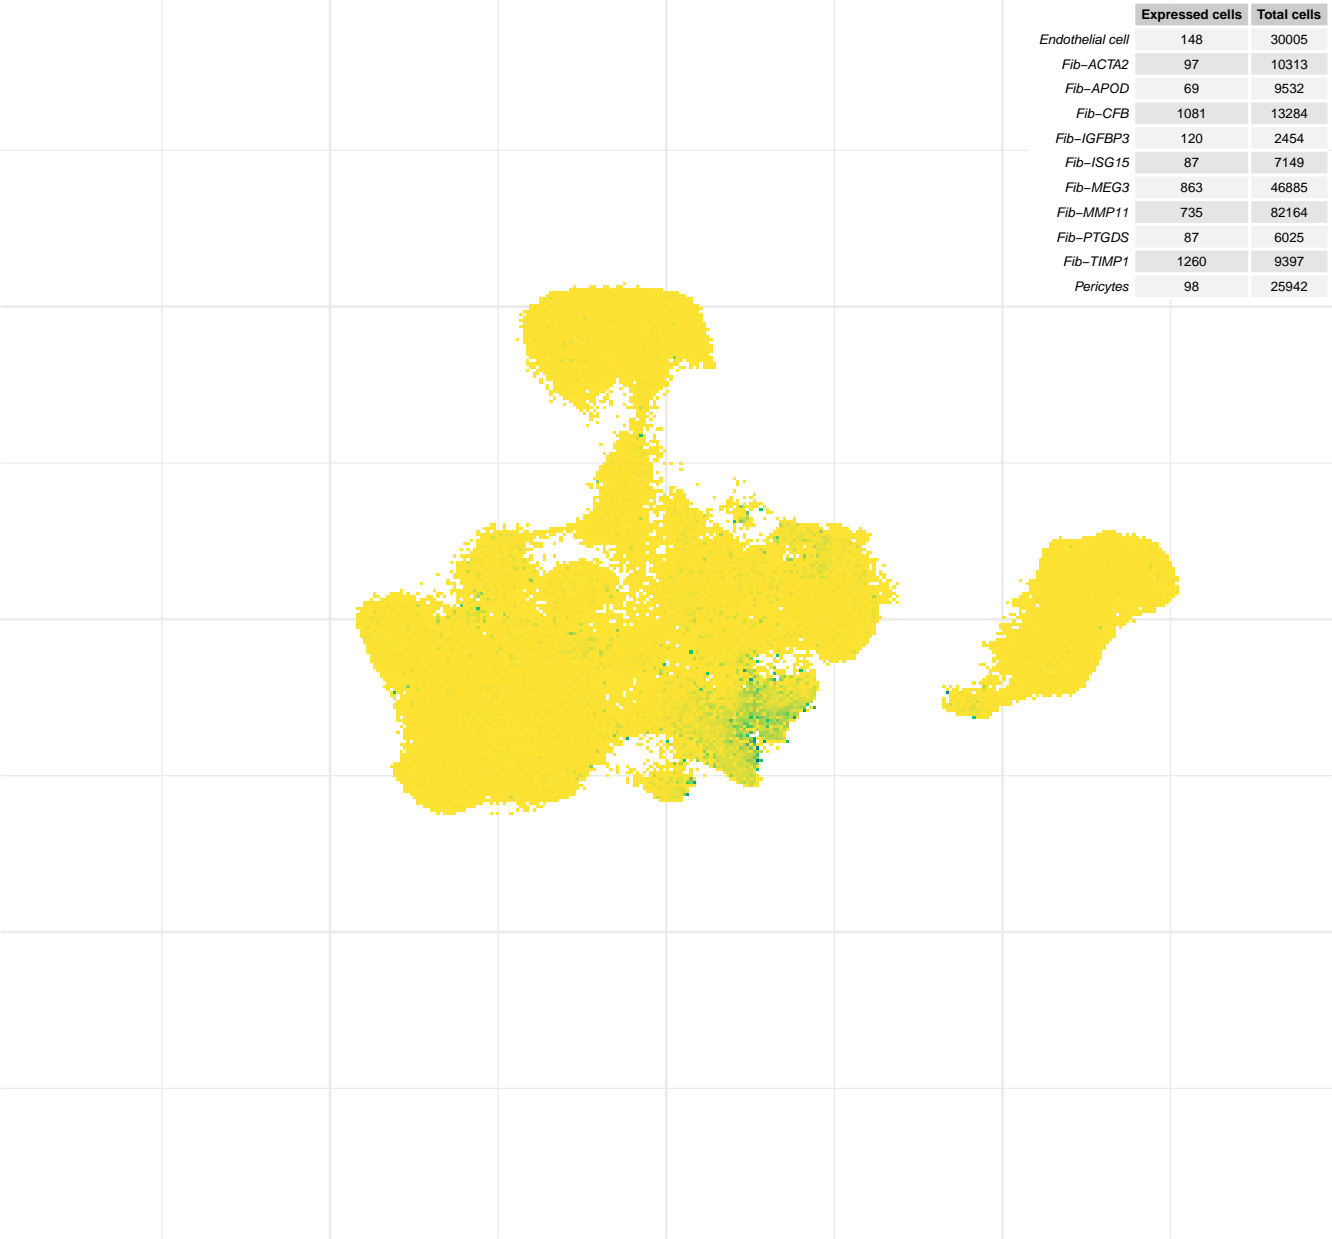 Expressed cells Total cells
Endothelial cell 148 30005
Fib−ACTA2 97 10313
Fib−APOD 69 9532
Fib−CFB 1081 13284
Fib−IGFBP3 120 2454
Fib−ISG15 87 7149
Fib−MEG3 863 46885
Fib−MMP11 735 82164
Fib−PTGDS 87 6025
Fib−TIMP1 1260 9397
Pericytes 98 25942